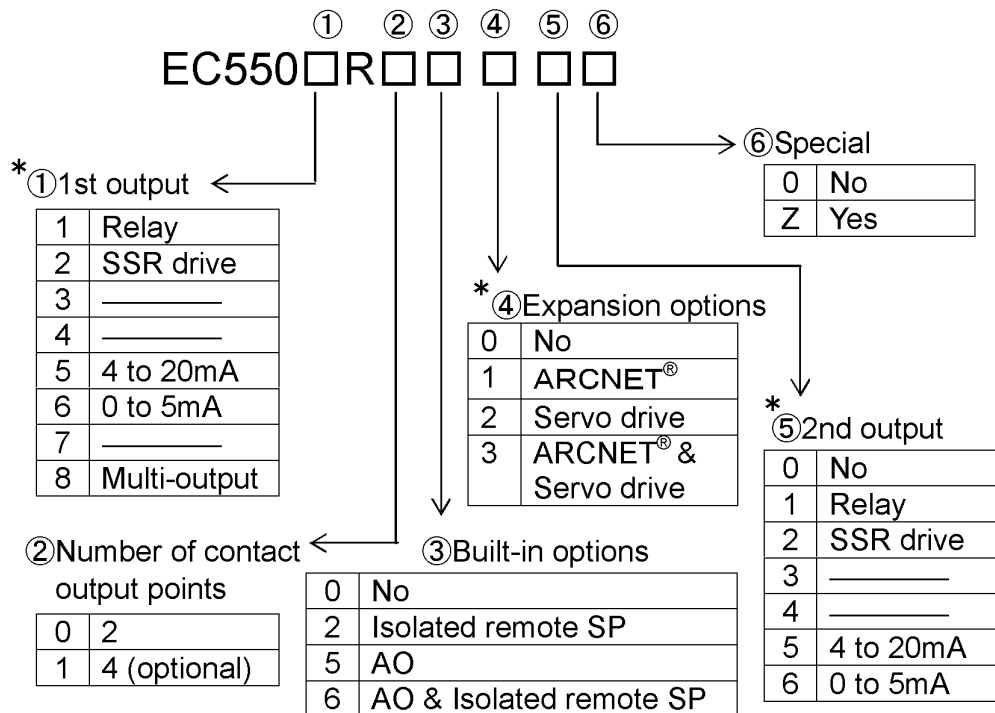 ① ② ③ ④ ⑤ ⑥
EC550□R□□ □ □□
*①1st output
1 Relay
2 SSR drive
3 ———
4 ———
5 4 to 20mA
6 0 to 5mA
7 ———
8 Multi-output
②Number of contact
output points
0 2
1 4 (optional)
③Built-in options
0 No
2 Isolated remote SP
5 AO
6 AO & Isolated remote SP
*④Expansion options
0 No
1 ARCNET®
2 Servo drive
3 ARCNET® &
Servo drive
*⑤2nd output
0 No
1 Relay
2 SSR drive
3 ———
4 ———
5 4 to 20mA
6 0 to 5mA
⑥Special
0 No
Z Yes